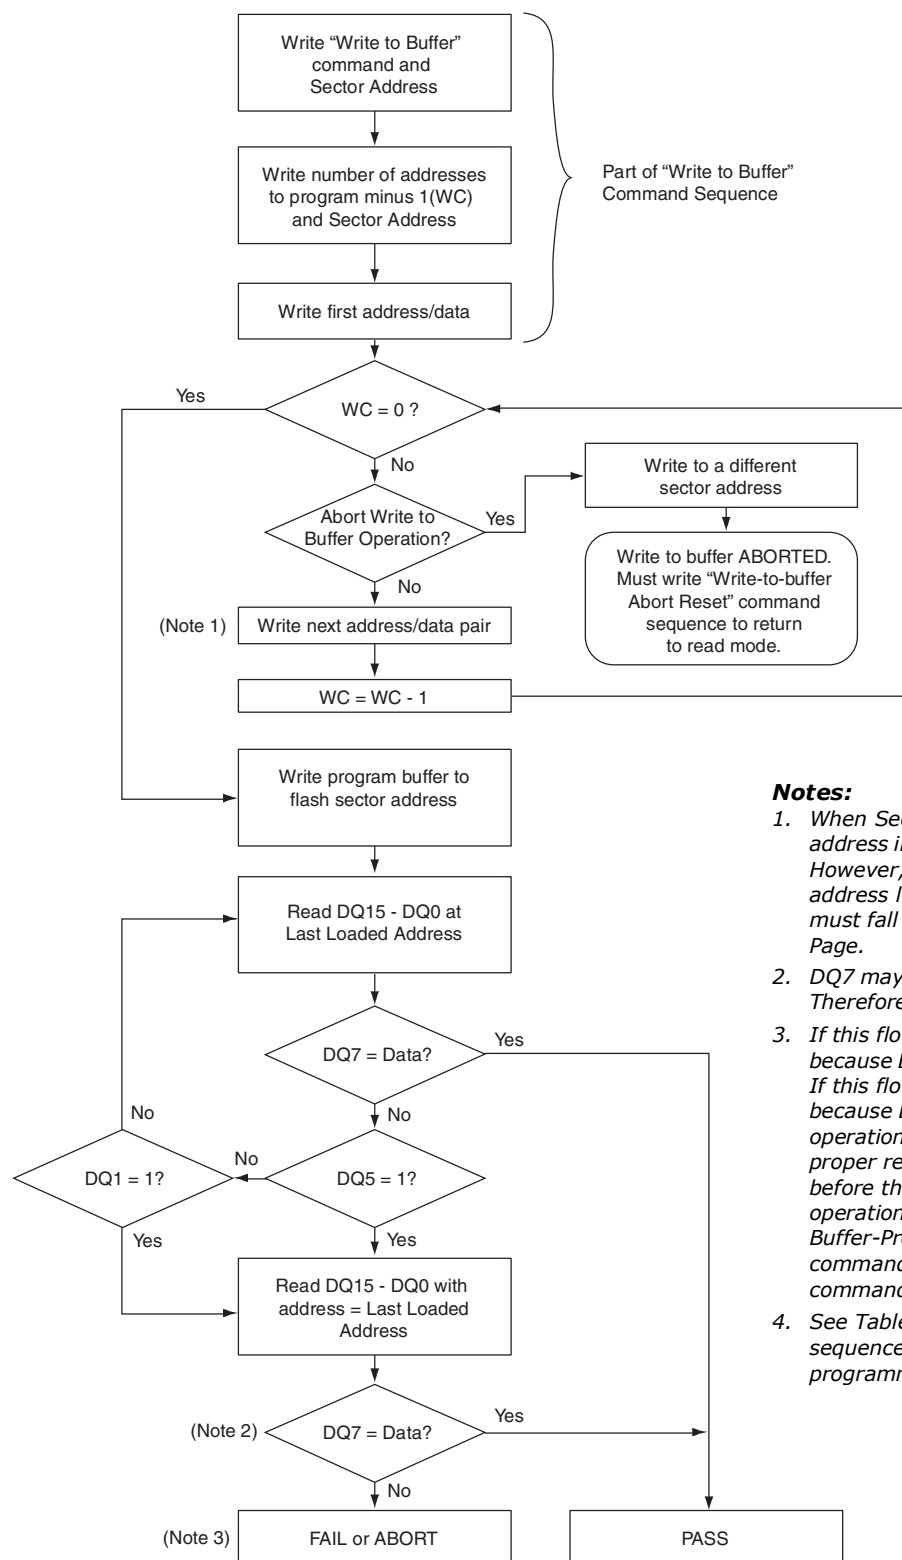 Write “Write to Buffer”
command and
Sector Address
Write number of addresses
to program minus 1(WC)
and Sector Address
Part of “Write to Buffer”
Command Sequence
Write first address/data
Yes
WC = 0 ?
No
Write to a different
sector address
Abort Write to
Buffer Operation?
Yes
Write to buffer ABORTED.
Must write “Write-to-buffer
Abort Reset” command
sequence to return
to read mode.
No
(Note 1)
Write next address/data pair
WC = WC - 1
Write program buffer to
flash sector address
Notes:
1. When Sec
address in
However,
address l
must fall
Page.
2. DQ7 may
Therefore
3. If this flo
because
If this flo
because
operation
proper re
before th
operation
Buffer-Pr
command
command
4. See Table
sequence
programm
Read DQ15 - DQ0 at
Last Loaded Address
DQ7 = Data?
Yes
No
No
DQ1 = 1?
No
DQ5 = 1?
Yes
Yes
Read DQ15 - DQ0 with
address = Last Loaded
Address
(Note 2)
DQ7 = Data?
Yes
No
(Note 3)
FAIL or ABORT
PASS